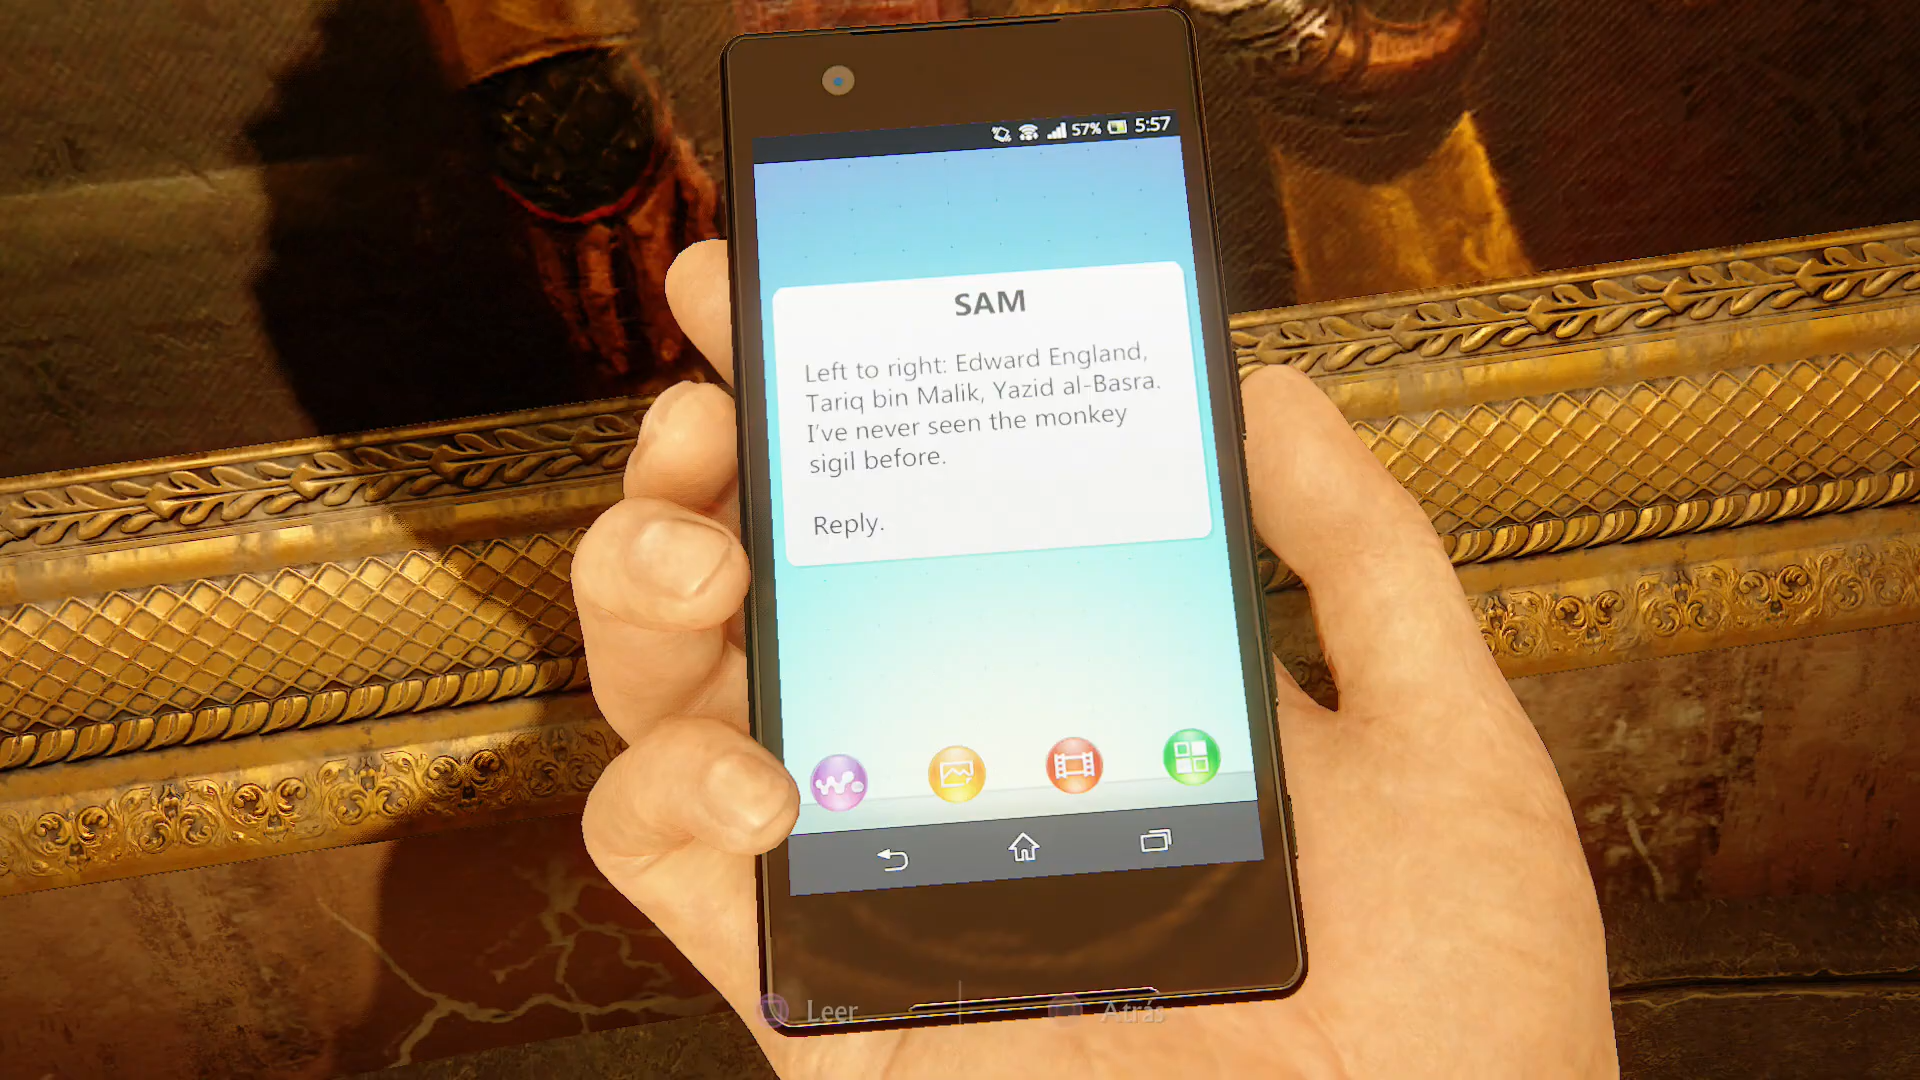 57% 5:57
SAM
Left to right: Edward England,
Tariq bin Malik, Yazid al-Basra.
I've never seen the monkey
sigil before.
Reply.
Leer Atrás